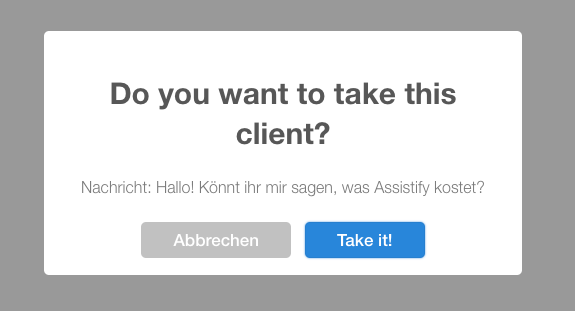 Do you want to take this
client?
Nachricht: Hallo! Könnt ihr mir sagen, was Assistify kostet?
Abbrechen
Take it!